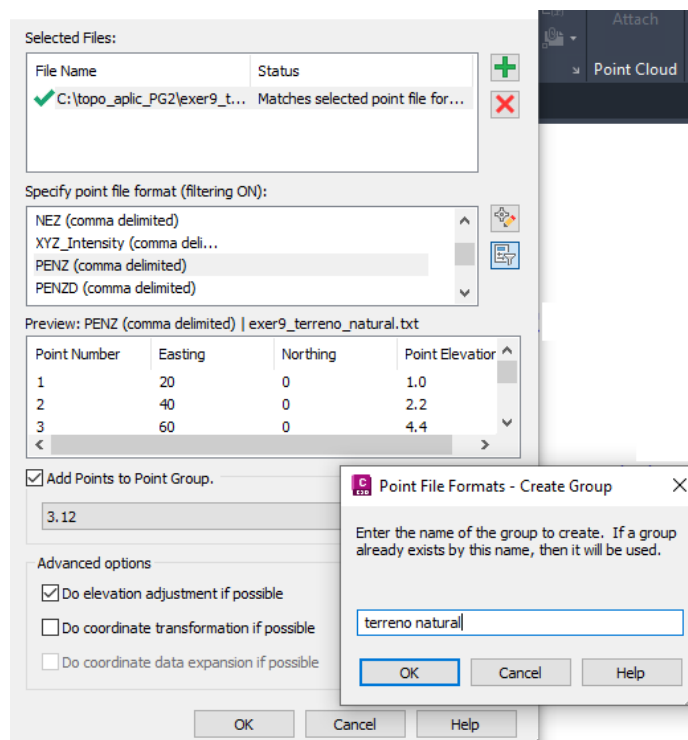 Attach
Point Cloud
Selected Files:
File Name Status
C:\topo_aplic_PG2\exer9_t... Matches selected point file for...
Specify point file format (filtering ON):
NEZ (comma delimited)
XYZ_Intensity (comma deli...
PENZ (comma delimited)
PENZD (comma delimited)
Preview: PENZ (comma delimited) | exer9_terreno_natural.txt
Point Number Easting Northing Point Elevation
1 20 0 1.0
2 40 0 2.2
3 60 0 4.4
Add Points to Point Group.
3.12
Advanced options
Do elevation adjustment if possible
Do coordinate transformation if possible
Do coordinate data expansion if possible
OK Cancel Help
Point File Formats - Create Group
Enter the name of the group to create. If a group
already exists by this name, then it will be used.
terreno natural
OK Cancel Help